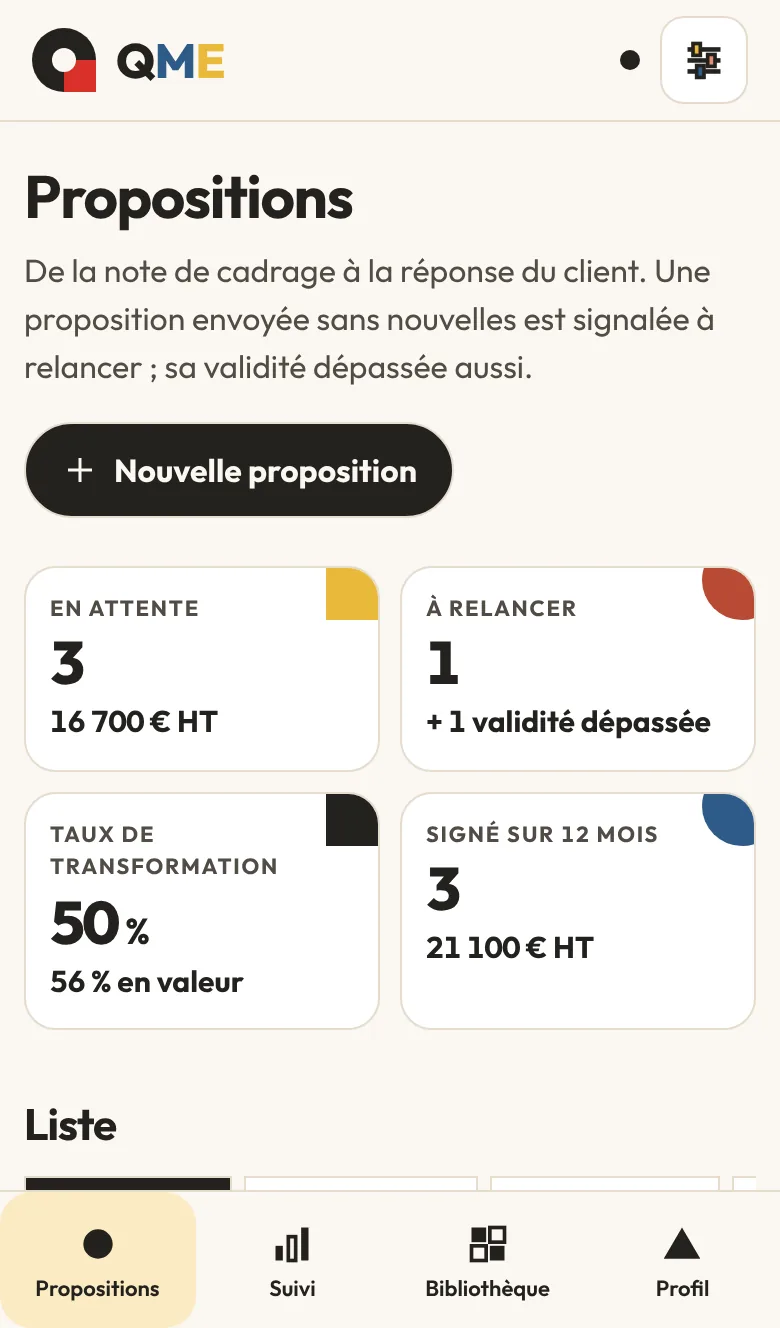 QME
Propositions
De la note de cadrage à la réponse du client. Une
proposition envoyée sans nouvelles est signalée à
relancer ; sa validité dépassée aussi.
+ Nouvelle proposition
EN ATTENTE
3
16 700 € HT
À RELANCER
1
+ 1 validité dépassée
TAUX DE
TRANSFORMATION
50 %
56 % en valeur
SIGNÉ SUR 12 MOIS
3
21 100 € HT
Liste
Propositions
Suivi
Bibliothèque
Profil